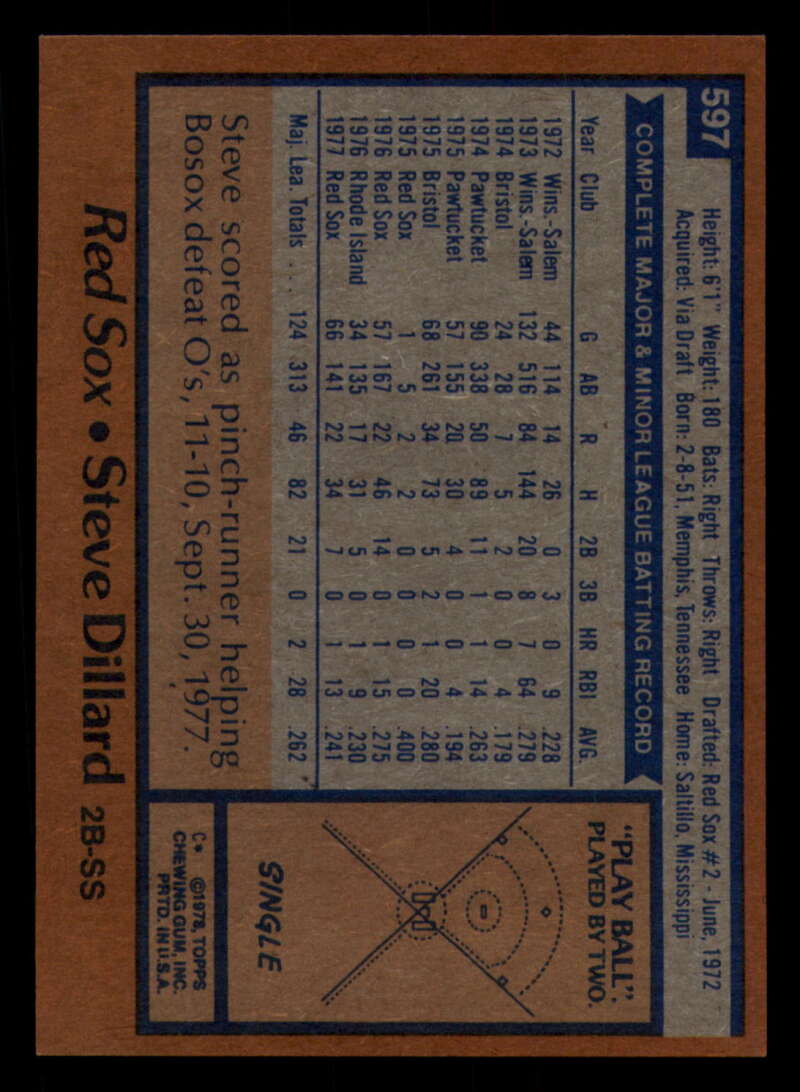 597
Height: 6'1" Weight: 180 Bats: Right Throws: Right Drafted: Red Sox #2 - June, 1972
Acquired: Via Draft Born: 2-8-51, Memphis, Tennessee Home: Saltillo, Mississippi
COMPLETE MAJOR & MINOR LEAGUE BATTING RECORD
Year Club G AB R H 2B 3B HR RBI AVG.
1972 Wins.-Salem 44 114 14 26 0 3 0 9 .228
1973 Wins.-Salem 132 516 84 144 20 8 7 64 .279
1974 Bristol 24 28 7 5 2 0 0 4 .179
1974 Pawtucket 90 338 50 89 11 1 1 14 .263
1975 Pawtucket 57 155 20 30 4 0 0 4 .194
1975 Bristol 68 261 34 73 5 2 1 20 .280
1975 Red Sox 1 5 2 2 0 0 0 0 .400
1976 Red Sox 57 167 22 46 14 0 1 15 .275
1976 Rhode Island 34 135 17 31 5 0 1 9 .230
1977 Red Sox 66 141 22 34 7 0 1 13 .241
Maj. Lea. Totals ... 124 313 46 82 21 0 2 28 .262
Steve scored as pinch-runner helping
Bosox defeat O's, 11-10, Sept. 30, 1977.
"PLAY BALL".
PLAYED BY TWO.
SINGLE
C* ©1978, TOPPS
CHEWING GUM, INC.
PRTD. IN U.S.A.
Red Sox • Steve Dillard 2B-SS